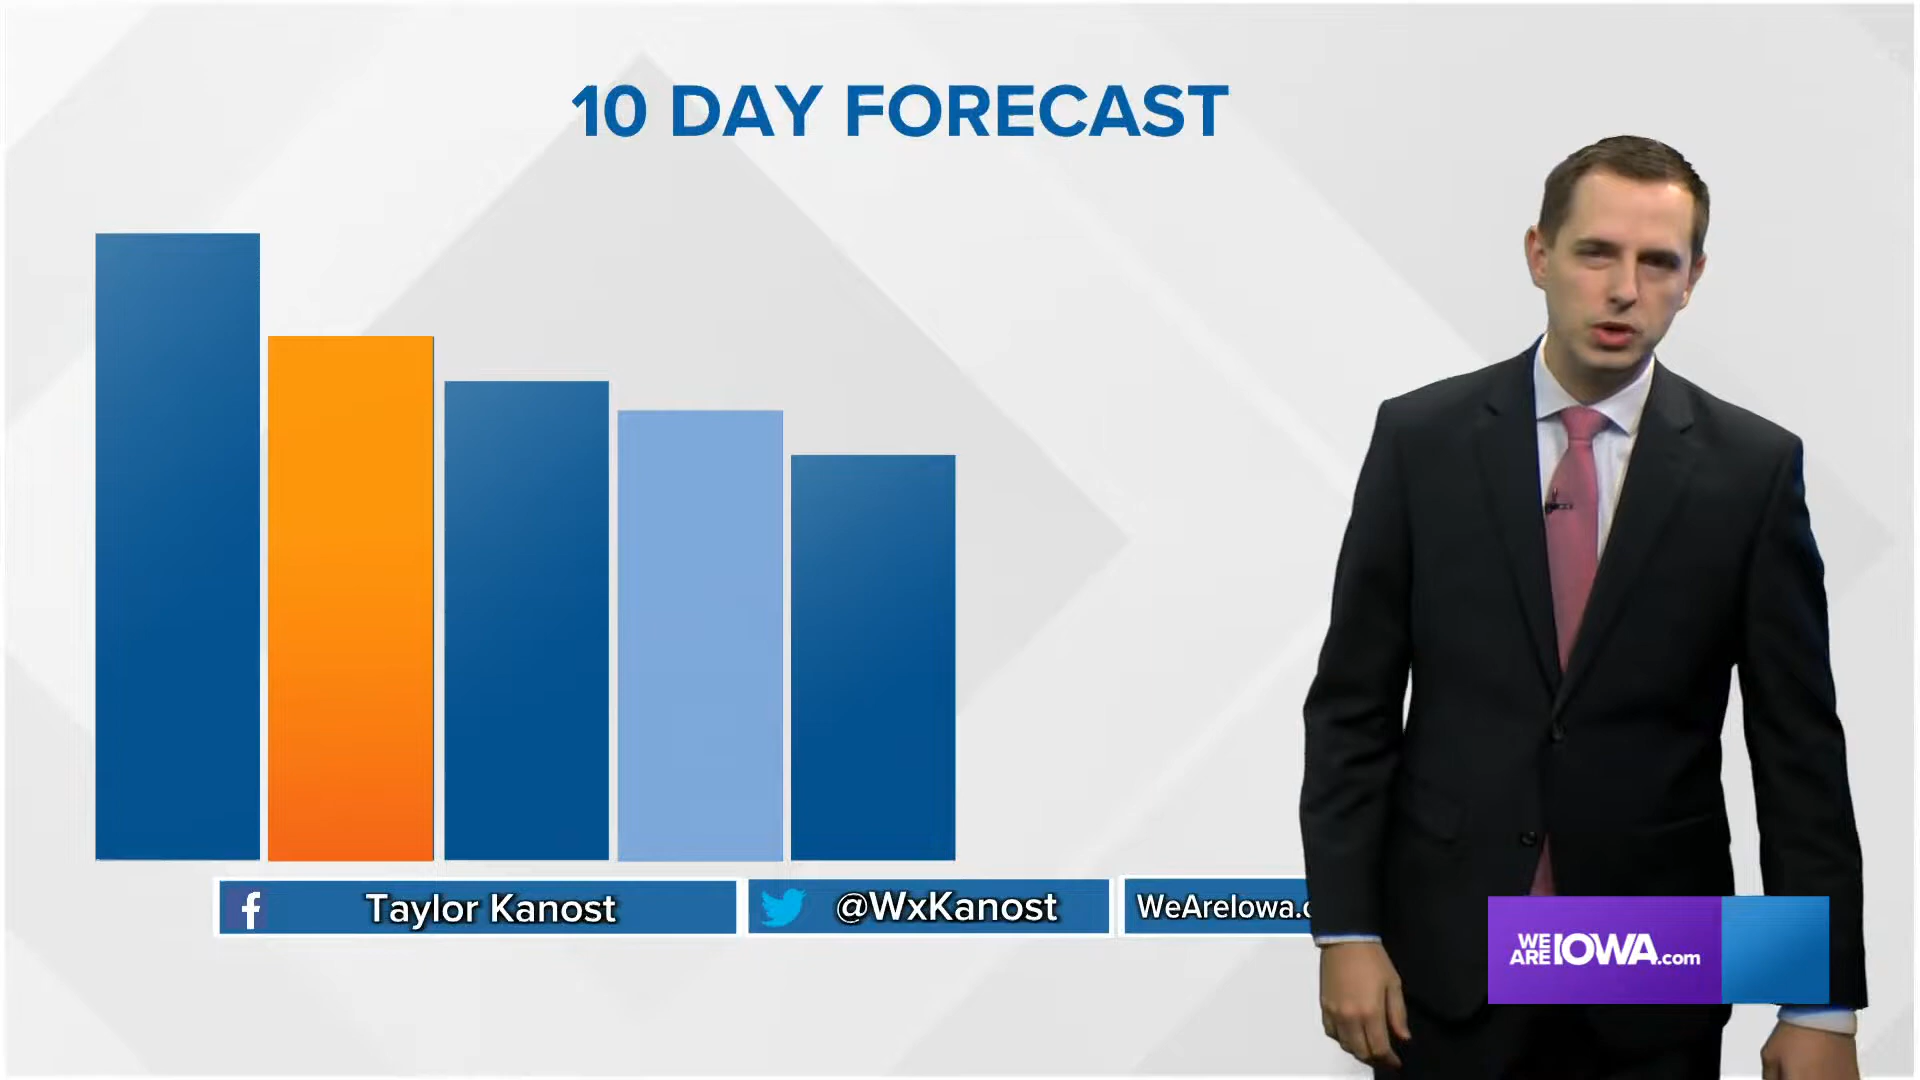 10 DAY FORECAST
f Taylor Kanost
@WxKanost
WeAreIowa.c
WE ARE IOWA.com